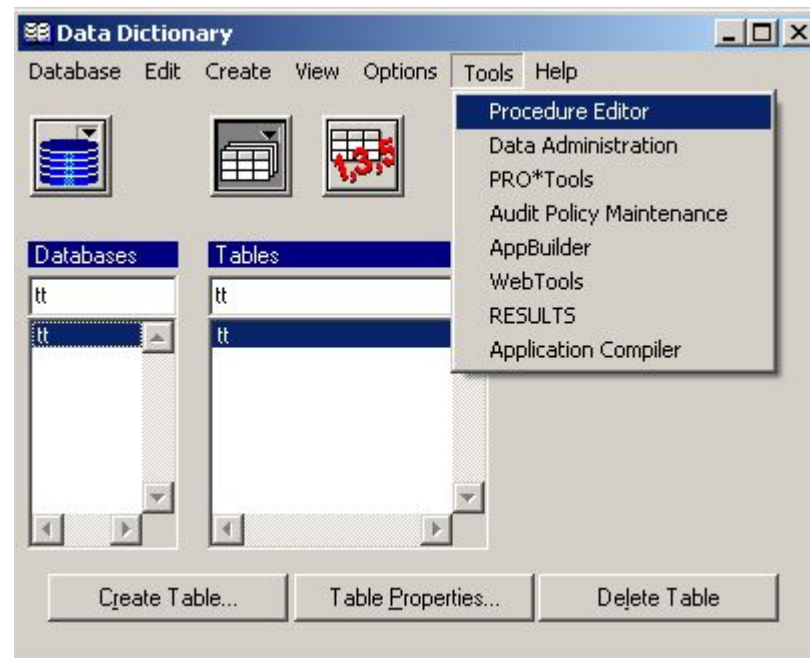 Data Dictionary
Database Edit Create View Options Tools Help
Procedure Editor
Data Administration
PRO*Tools
Audit Policy Maintenance
AppBuilder
WebTools
RESULTS
Application Compiler
1,3,5
Databases Tables
tt tt
tt tt
Create Table... Table Properties... Delete Table